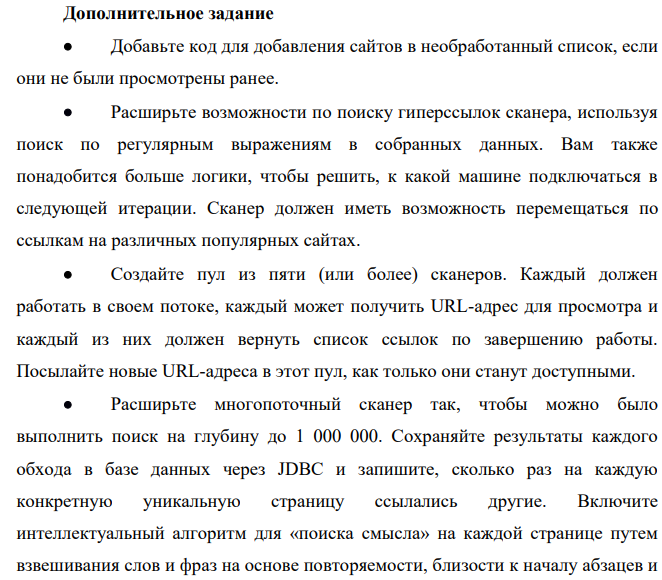 Дополнительное задание
● Добавьте код для добавления сайтов в необработанный список, если
они не были просмотрены ранее.
● Расширьте возможности по поиску гиперссылок сканера, используя
поиск по регулярным выражениям в собранных данных. Вам также
понадобится больше логики, чтобы решить, к какой машине подключаться в
следующей итерации. Сканер должен иметь возможность перемещаться по
ссылкам на различных популярных сайтах.
● Создайте пул из пяти (или более) сканеров. Каждый должен
работать в своем потоке, каждый может получить URL-адрес для просмотра и
каждый из них должен вернуть список ссылок по завершению работы.
Посылайте новые URL-адреса в этот пул, как только они станут доступными.
● Расширьте многопоточный сканер так, чтобы можно было
выполнить поиск на глубину до 1 000 000. Сохраняйте результаты каждого
обхода в базе данных через JDBC и запишите, сколько раз на каждую
конкретную уникальную страницу ссылались другие. Включите
интеллектуальный алгоритм для «поиска смысла» на каждой странице путем
взвешивания слов и фраз на основе повторяемости, близости к началу абзацев и